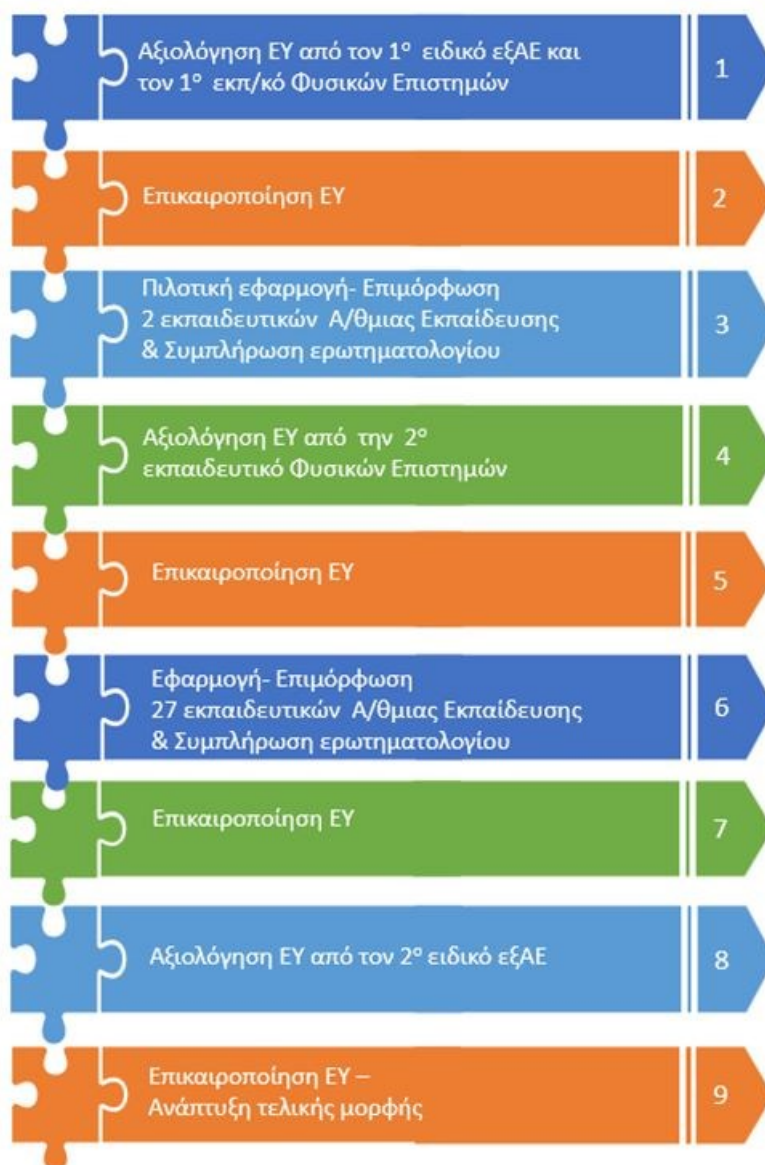 Αξιολόγηση ΕΥ από τον 1° ειδικό εξΑΕ και
τον 1° εκπ/κό Φυσικών Επιστημών
1
Επικαιροποίηση ΕΥ
2
Πιλοτική εφαρμογή- Επιμόρφωση
2 εκπαιδευτικών Α/θμιας Εκπαίδευσης
& Συμπλήρωση ερωτηματολογίου
3
Αξιολόγηση ΕΥ από την 2°
εκπαιδευτικό Φυσικών Επιστημών
4
Επικαιροποίηση ΕΥ
5
Εφαρμογή- Επιμόρφωση
27 εκπαιδευτικών Α/θμιας Εκπαίδευσης
& Συμπλήρωση ερωτηματολογίου
6
Επικαιροποίηση ΕΥ
7
Αξιολόγηση ΕΥ από τον 2° ειδικό εξΑΕ
8
Επικαιροποίηση ΕΥ –
Ανάπτυξη τελικής μορφής
9